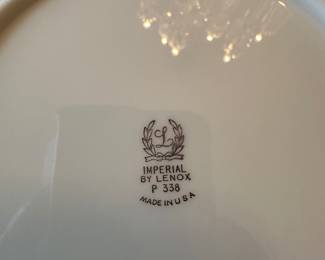 L
IMPERIAL
BY LENOX
P 338
MADE IN USA